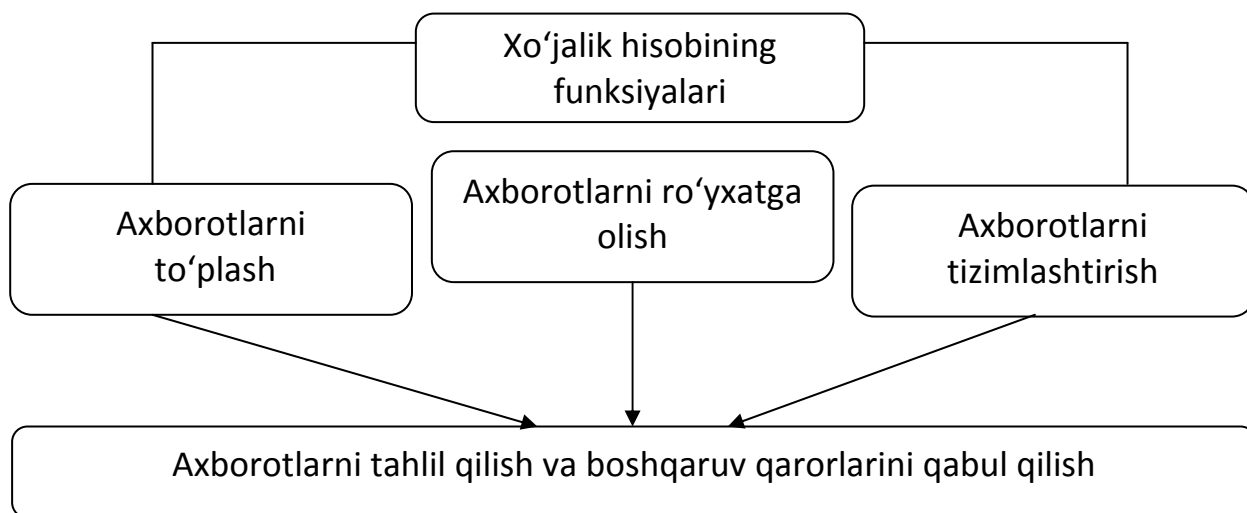 Xo‘jalik hisobining
funksiyalari
Axborotlarni
to‘plash
Axborotlarni ro‘yxatga
olish
Axborotlarni
tizimlashtirish
Axborotlarni tahlil qilish va boshqaruv qarorlarini qabul qilish